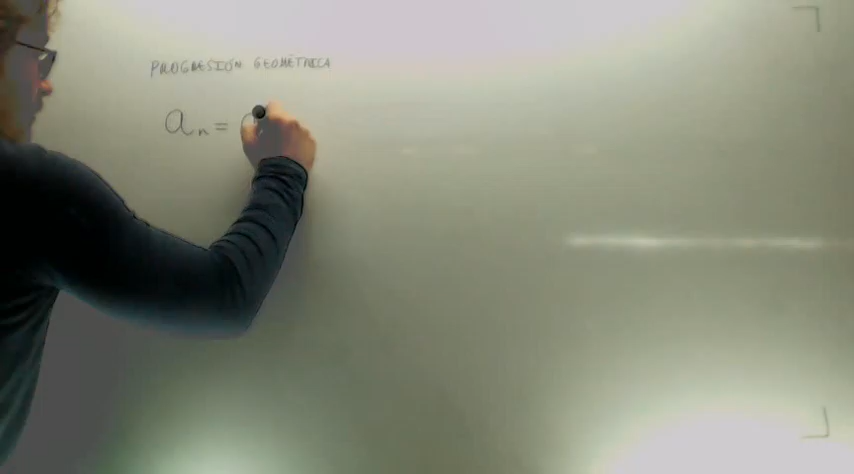 PROGRESIÓN GEOMÉTRICA
aₙ =